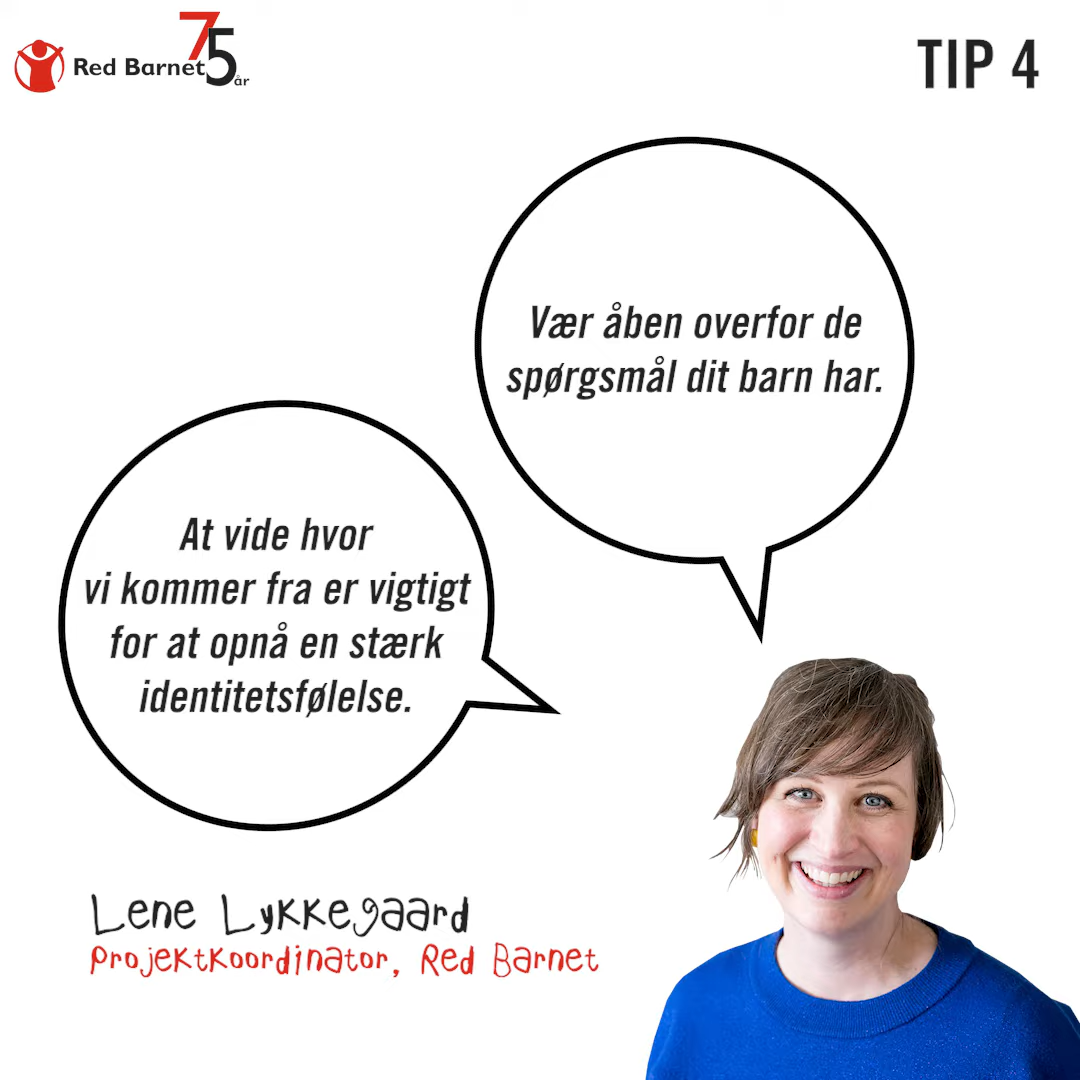 Red Barnet 75 år
TIP 4
Vær åben overfor de
spørgsmål dit barn har.
At vide hvor
vi kommer fra er vigtigt
for at opnå en stærk
identitetsfølelse.
Lene Lykkegaard
Projektkoordinator, Red Barnet